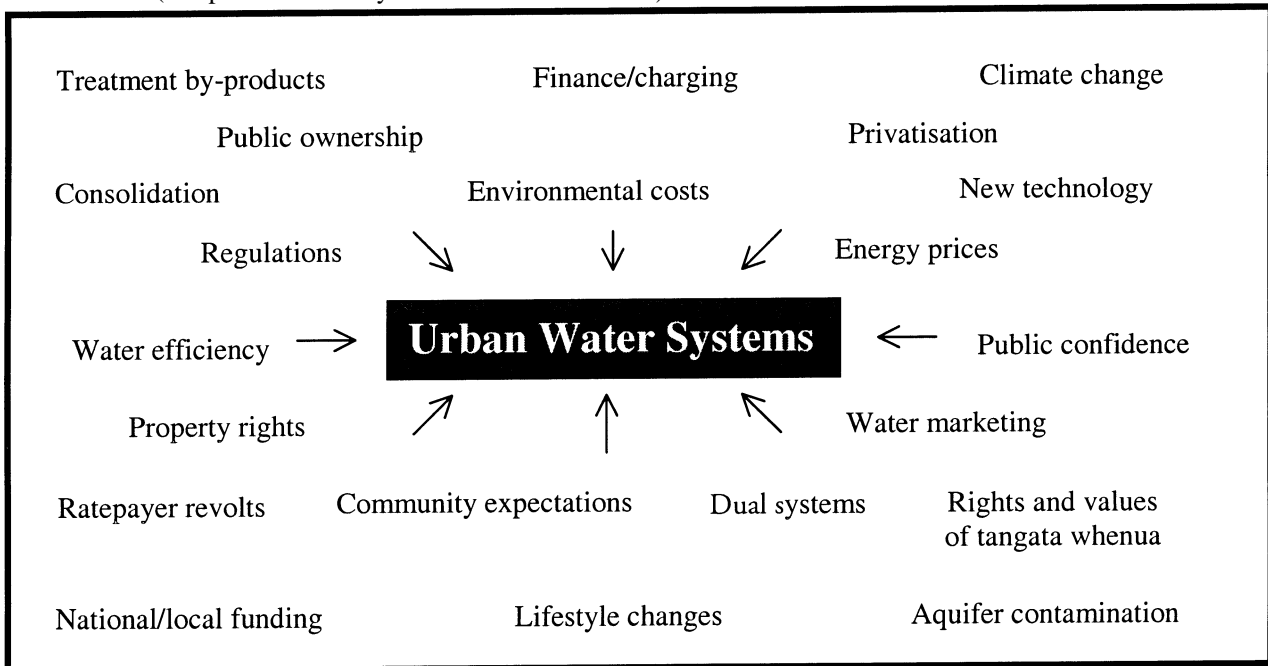 Treatment by-products Finance/charging Climate change
Public ownership Privatisation
Consolidation Environmental costs New technology
Regulations Energy prices
Urban Water Systems
Water efficiency Public confidence
Property rights Water marketing
Ratepayer revolts Community expectations Dual systems Rights and values
of tangata whenua
National/local funding Lifestyle changes Aquifer contamination